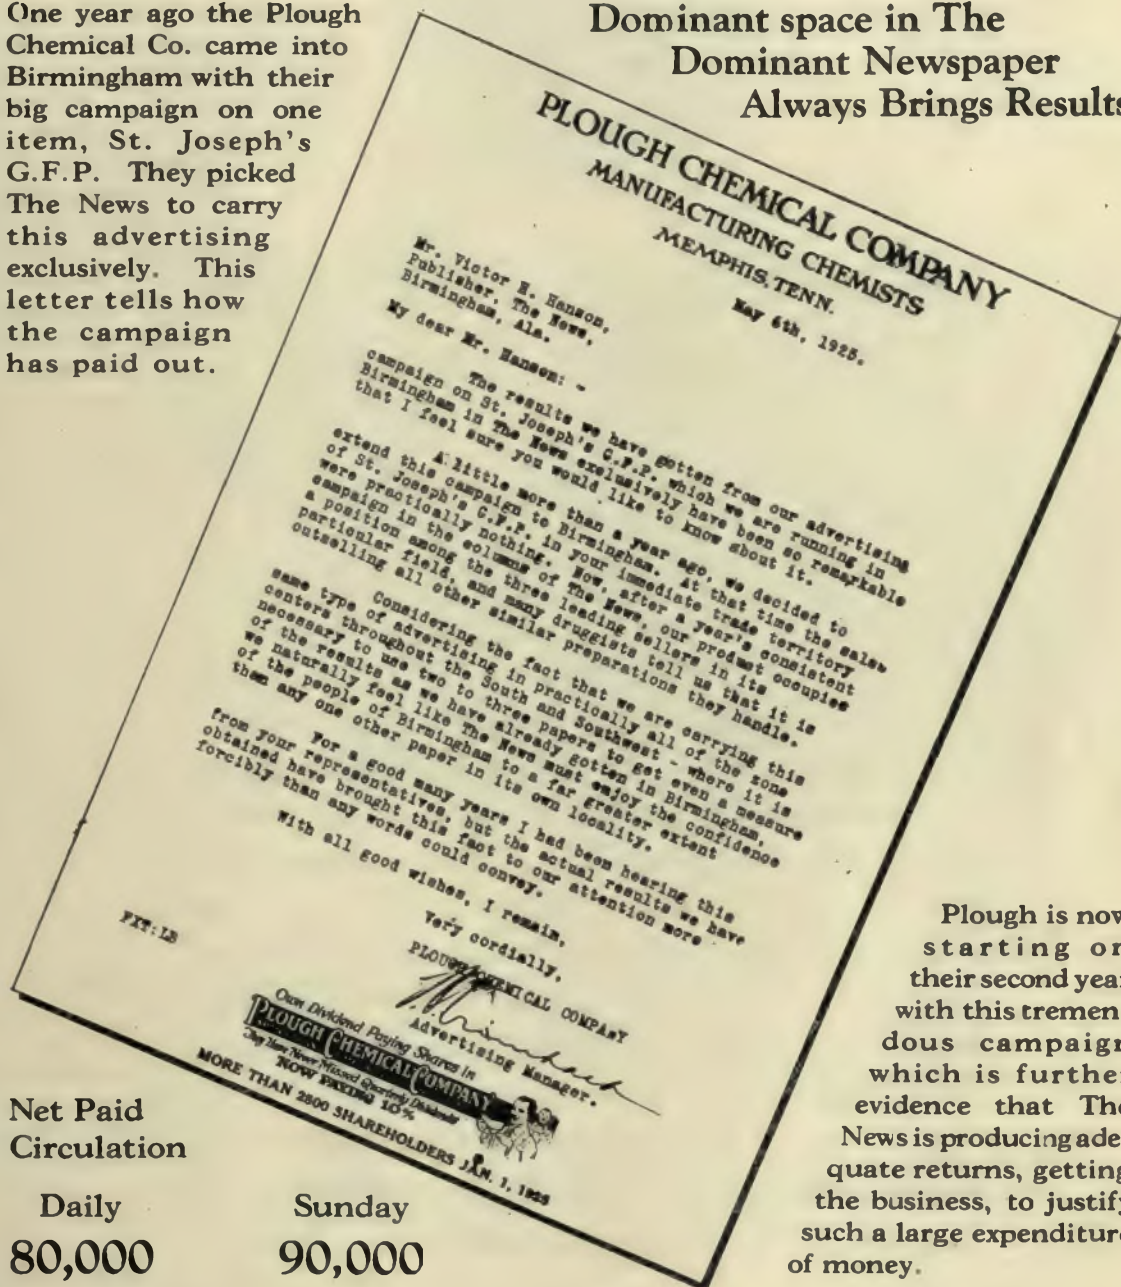 One year ago the Plough
Chemical Co. came into
Birmingham with their
big campaign on one
item, St. Joseph's
G.F.P. They picked
The News to carry
this advertising
exclusively. This
letter tells how
the campaign
has paid out.
Dominant space in The
Dominant Newspaper
Always Brings Results
PLOUGH CHEMICAL COMPANY
MANUFACTURING CHEMISTS
MEMPHIS, TENN.
May 6th, 1925.
Mr. Victor H. Hanson,
Publisher, The News,
Birmingham, Ala.
My dear Mr. Hanson: -
The results we have gotten from our advertising
campaign on St. Joseph's G.F.P. which we are running in
Birmingham in The News exclusively have been so remarkable
that I feel sure you would like to know about it.
A little more than a year ago, we decided to
extend this campaign to Birmingham. At that time the sales
of St. Joseph's G.F.P. in your immediate trade territory
were practically nothing. Now, after a year's consistent
campaign in the columns of The News, our product occupies
a position among the three leading sellers in its
particular field, and many druggists tell us that it is
outselling all other similar preparations they handle.
Considering the fact that we are carrying this
same type of advertising in practically all of the zone
centers throughout the South and Southwest - where it is
necessary to use two to three papers to get even a measure
of the results as we have already gotten in Birmingham,
we naturally feel like The News must enjoy the confidence
of the people of Birmingham to a far greater extent
than any one other paper in its own locality.
For a good many years I had been hearing this
from your representatives, but the actual results we have
obtained have brought this fact to our attention more
forcibly than any words could convey.
With all good wishes, I remain,
Very cordially,
PLOUGH CHEMICAL COMPANY
Advertising Manager.
FXT:LB
Own Dividend Paying Shares in
PLOUGH CHEMICAL COMPANY
They Have Never Missed Quarterly Dividends
NOW PAYING 10%
MORE THAN 2800 SHAREHOLDERS JAN. 1, 1925
Plough is now
starting on
their second year
with this tremen-
dous campaign
which is further
evidence that The
News is producing ade-
quate returns, getting
the business, to justify
such a large expenditure
of money.
Net Paid
Circulation
Daily
80,000
Sunday
90,000